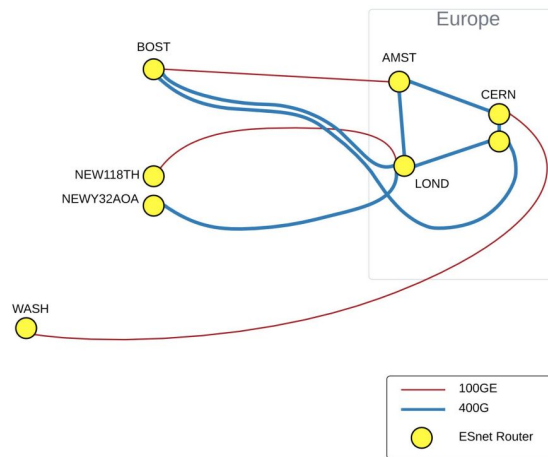 Europe
BOST
AMST
CERN
NEW118TH
LOND
NEWY32AOA
WASH
100GE
400G
ESnet Router